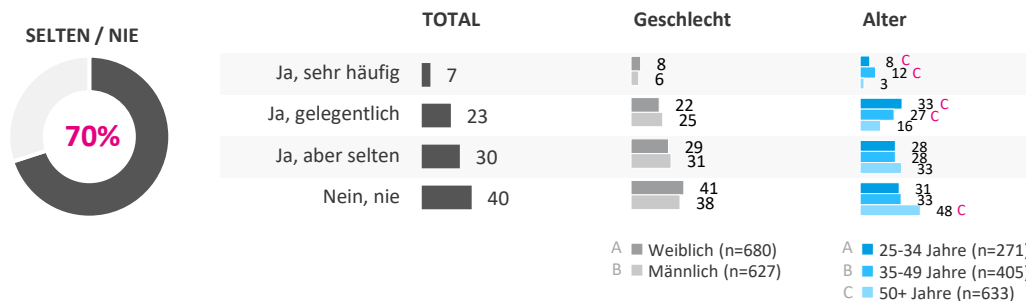 TOTAL Geschlecht Alter
SELTEN / NIE
70%
Ja, sehr häufig 7 8 6 8 C 12 C 3
Ja, gelegentlich 23 22 25 33 C 27 C 16
Ja, aber selten 30 29 31 28 28 33
Nein, nie 40 41 38 31 33 48 C
A Weiblich (n=680)
B Männlich (n=627)
A 25-34 Jahre (n=271)
B 35-49 Jahre (n=405)
C 50+ Jahre (n=633)